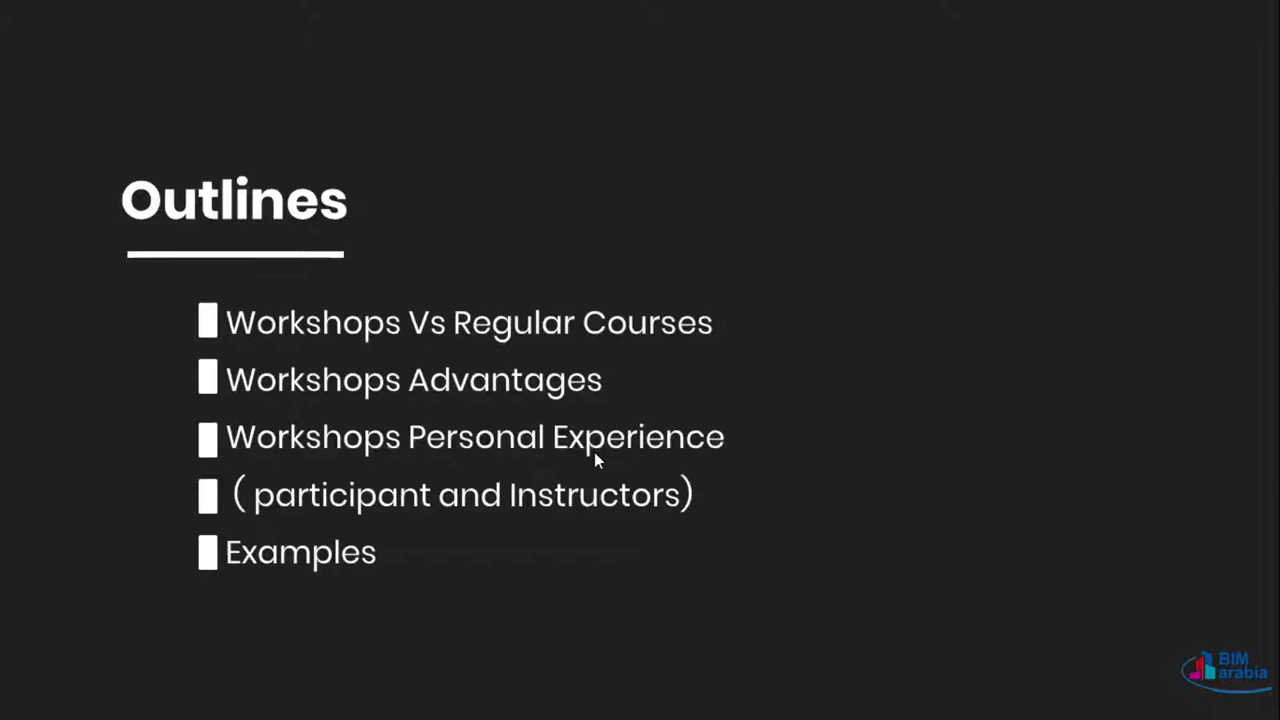 Outlines
Workshops Vs Regular Courses
Workshops Advantages
Workshops Personal Experience
( participant and Instructors)
Examples
BIM
arabia